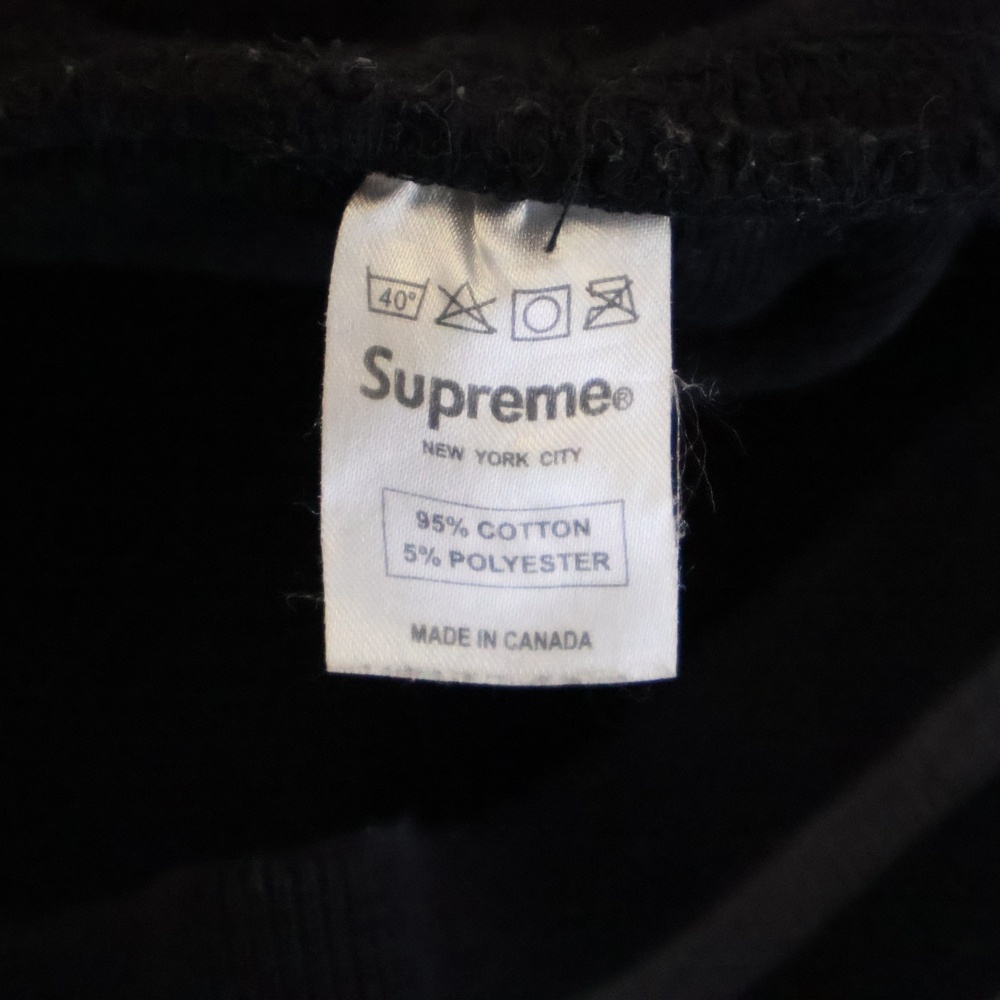 40°
Supreme®
NEW YORK CITY
95% COTTON
5% POLYESTER
MADE IN CANADA